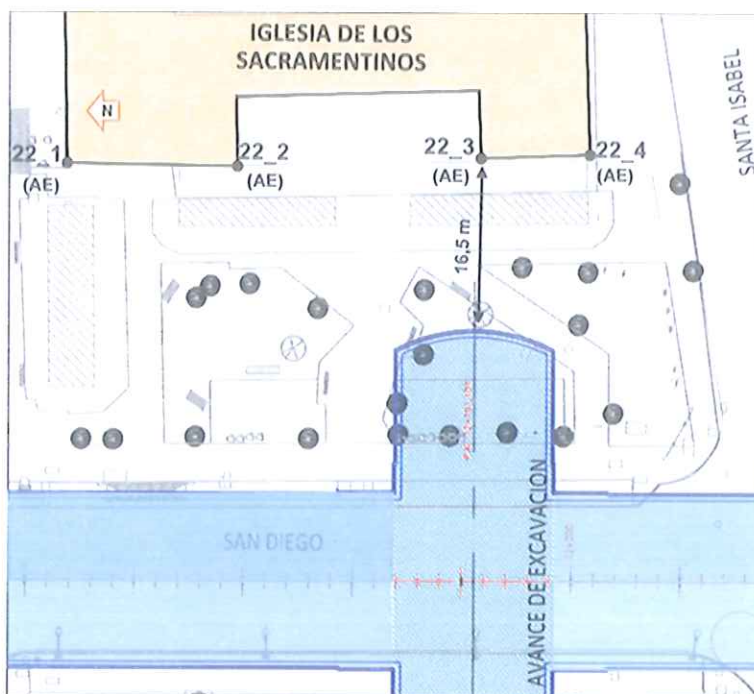 IGLESIA DE LOS
SACRAMENTINOS
N
SANTA ISABEL
22_1
(AE)
22_2
(AE)
22_3
(AE)
22_4
(AE)
16,5 m
SAN DIEGO
AVANCE DE EXCAVACION